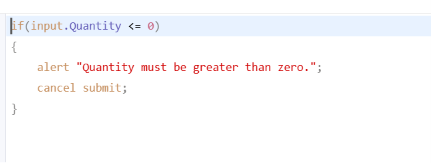 if(input.Quantity <= 0)
{
    alert "Quantity must be greater than zero.";
    cancel submit;
}